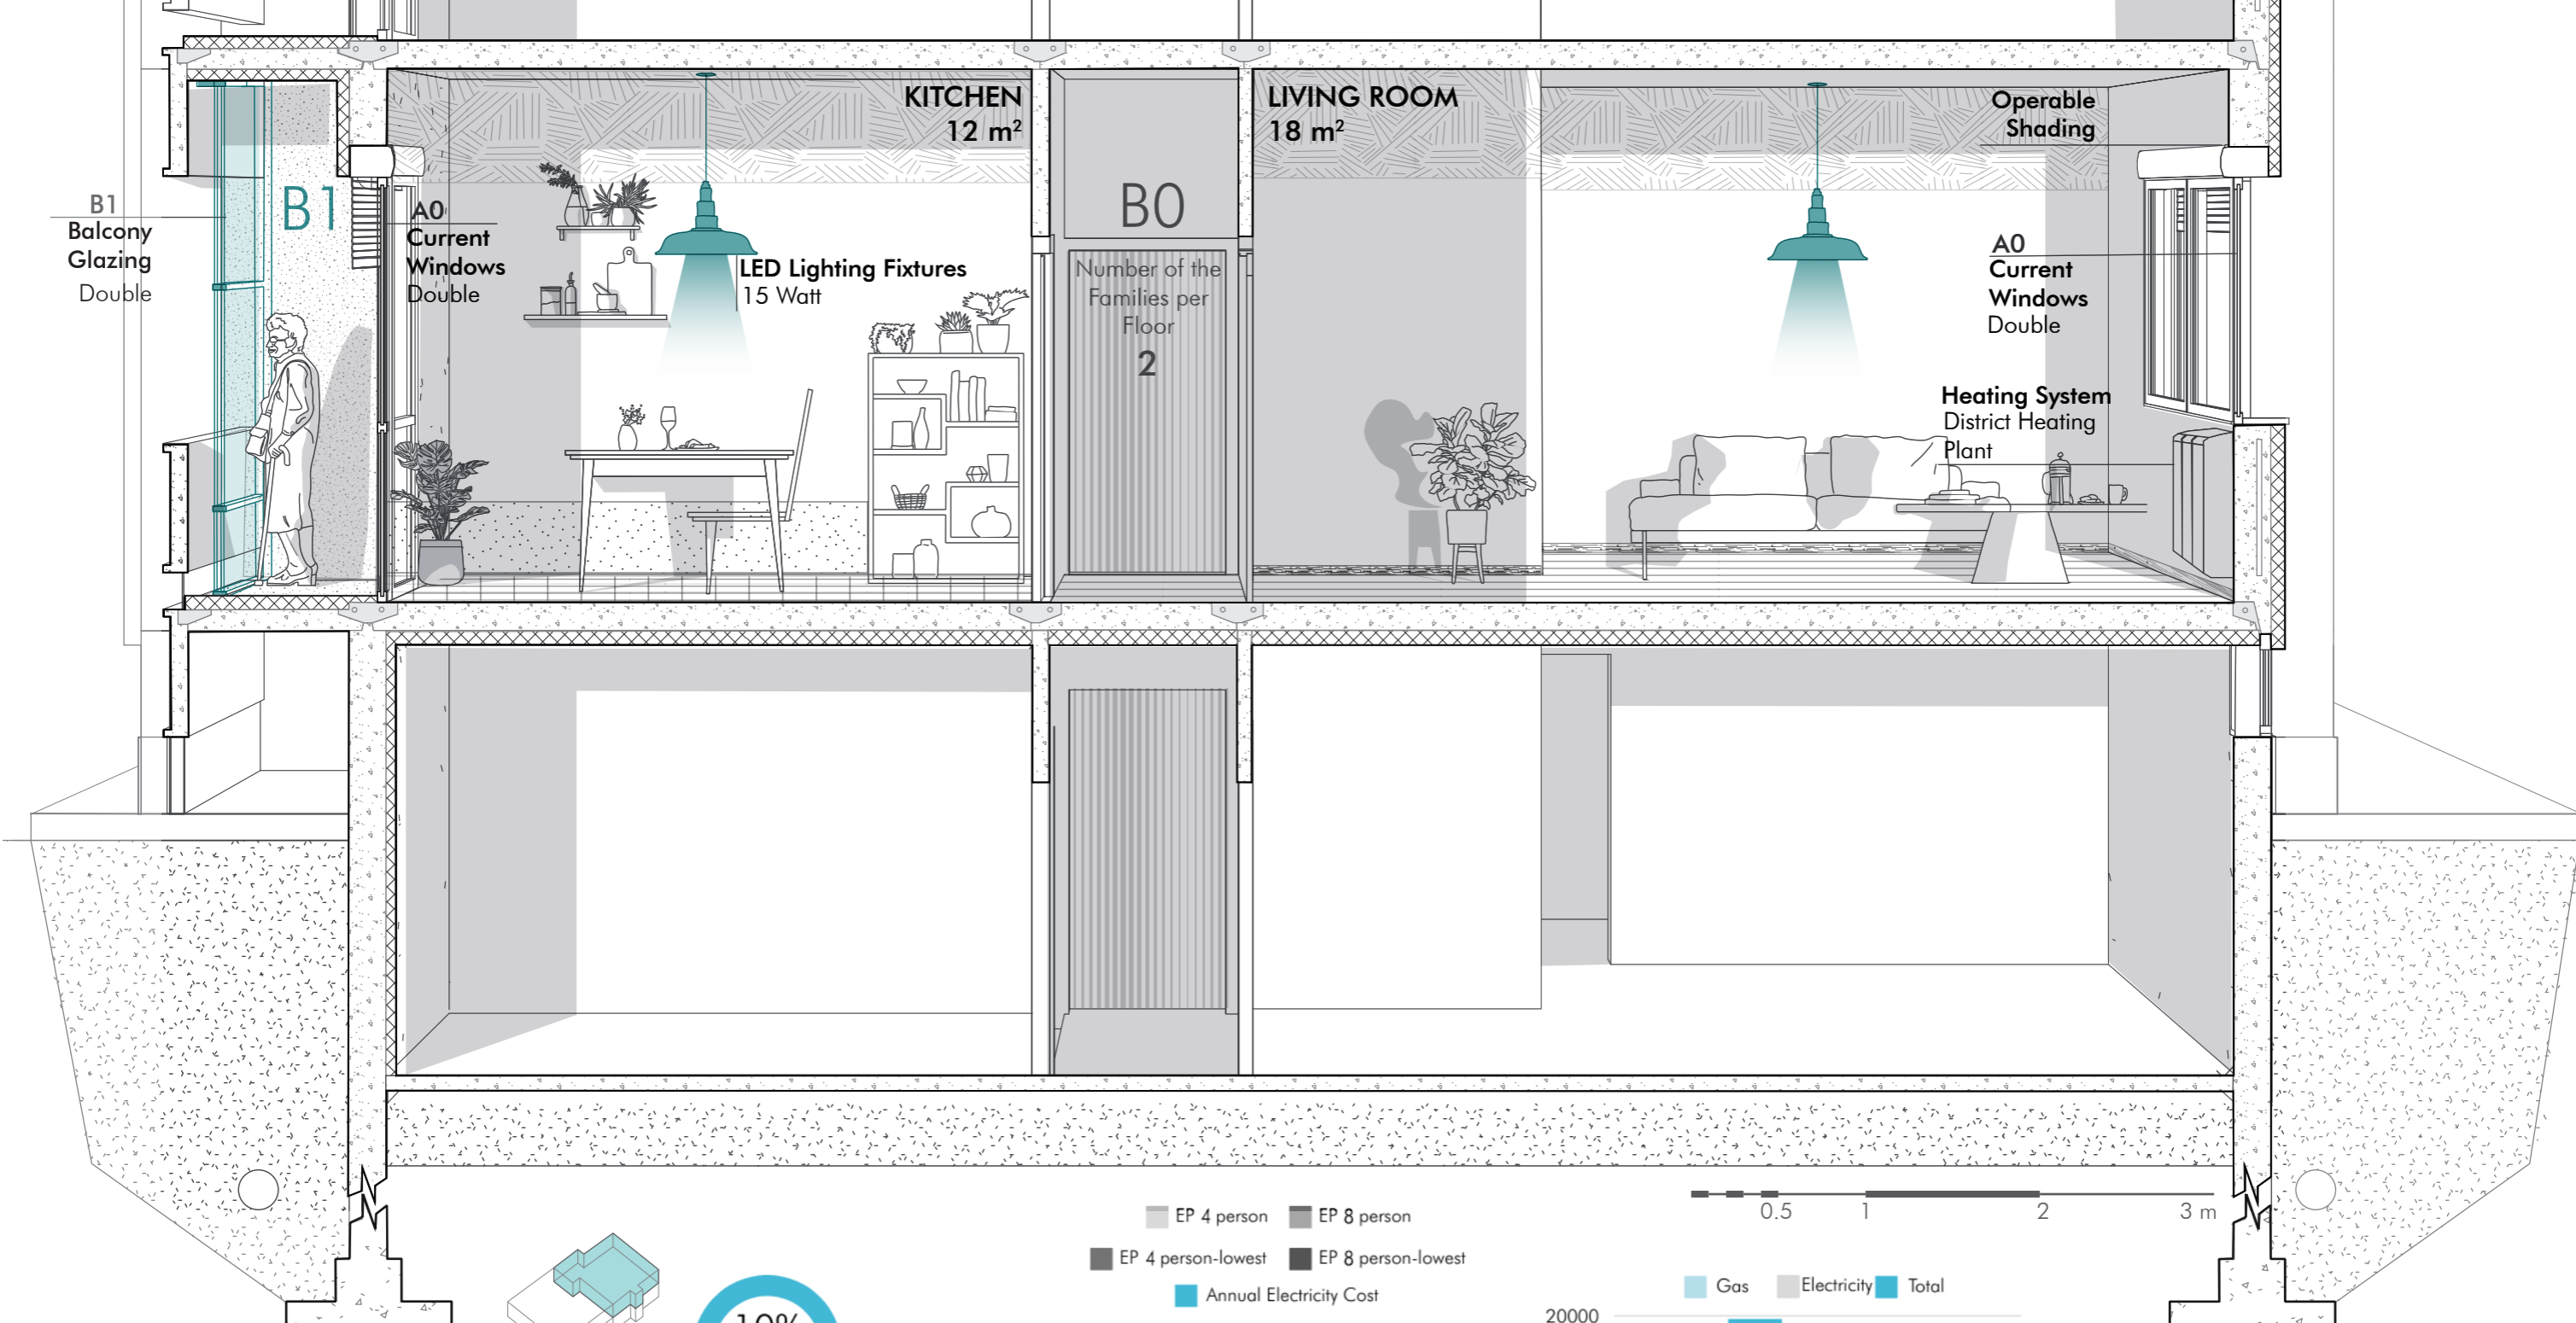 KITCHEN
12 m²
LIVING ROOM
18 m²
Operable
Shading
B1
Balcony
Glazing
Double
B1
A0
Current
Windows
Double
LED Lighting Fixtures
15 Watt
B0
Number of the
Families per
Floor
2
A0
Current
Windows
Double
Heating System
District Heating
Plant
EP 4 person
EP 8 person
EP 4 person-lowest
EP 8 person-lowest
Annual Electricity Cost
0.5 1 2 3 m
Gas Electricity Total
20000
10%